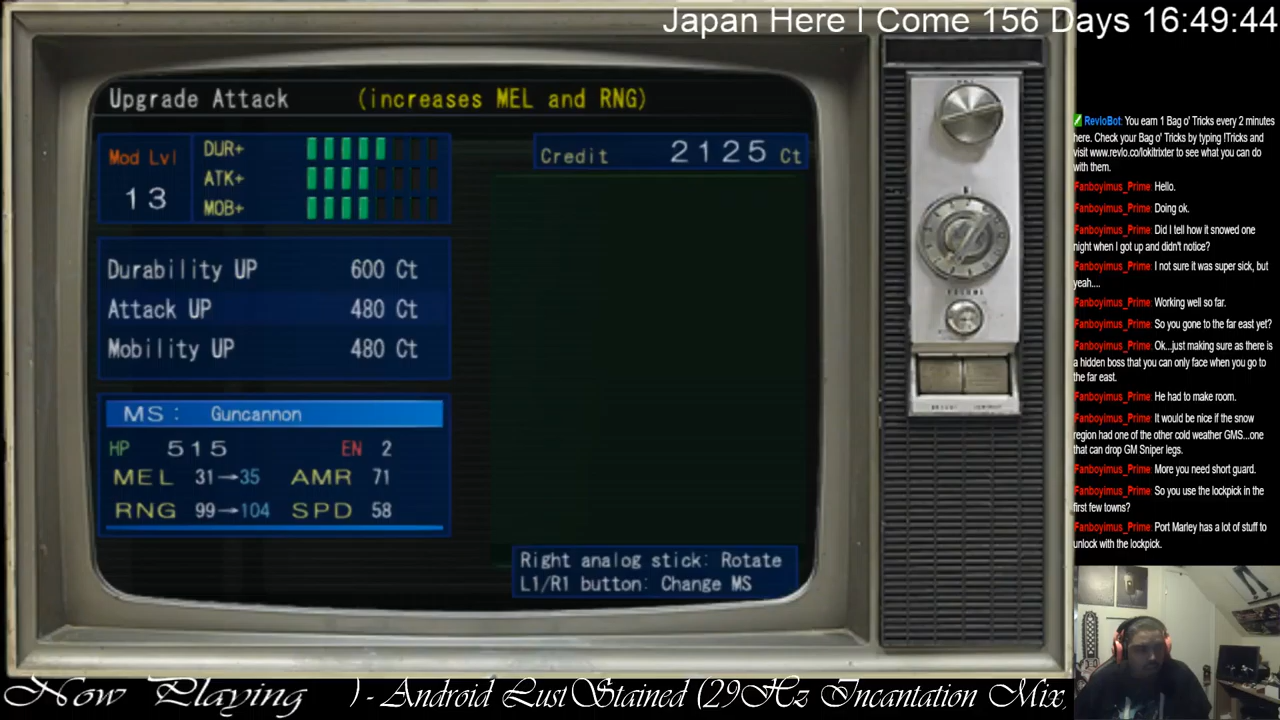 Japan Here I Come 156 Days 16:49:44
Upgrade Attack (increases MEL and RNG)
Mod Lvl
13
DUR+
ATK+
MOB+
Credit 2125 Ct
Durability UP 600 Ct
Attack UP 480 Ct
Mobility UP 480 Ct
MS: Guncannon
HP 515 EN 2
MEL 31→35 AMR 71
RNG 99→104 SPD 58
Right analog stick: Rotate
L1/R1 button: Change MS
RevloBot: You earn 1 Bag o' Tricks every 2 minutes
here. Check your Bag o' Tricks by typing !Tricks and
visit www.revlo.co/lokitrixter to see what you can do
with them.
Fanboyimus_Prime: Hello.
Fanboyimus_Prime: Doing ok.
Fanboyimus_Prime: Did I tell how it snowed one
night when I got up and didn't notice?
Fanboyimus_Prime: I not sure it was super sick, but
yeah....
Fanboyimus_Prime: Working well so far.
Fanboyimus_Prime: So you gone to the far east yet?
Fanboyimus_Prime: Ok...just making sure as there is
a hidden boss that you can only face when you go to
the far east.
Fanboyimus_Prime: He had to make room.
Fanboyimus_Prime: It would be nice if the snow
region had one of the other cold weather GMS...one
that can drop GM Sniper legs.
Fanboyimus_Prime: More you need short guard.
Fanboyimus_Prime: So you use the lockpick in the
first few towns?
Fanboyimus_Prime: Port Marley has a lot of stuff to
unlock with the lockpick.
Now Playing ) - Android Lust Stained (29Hz Incantation Mix